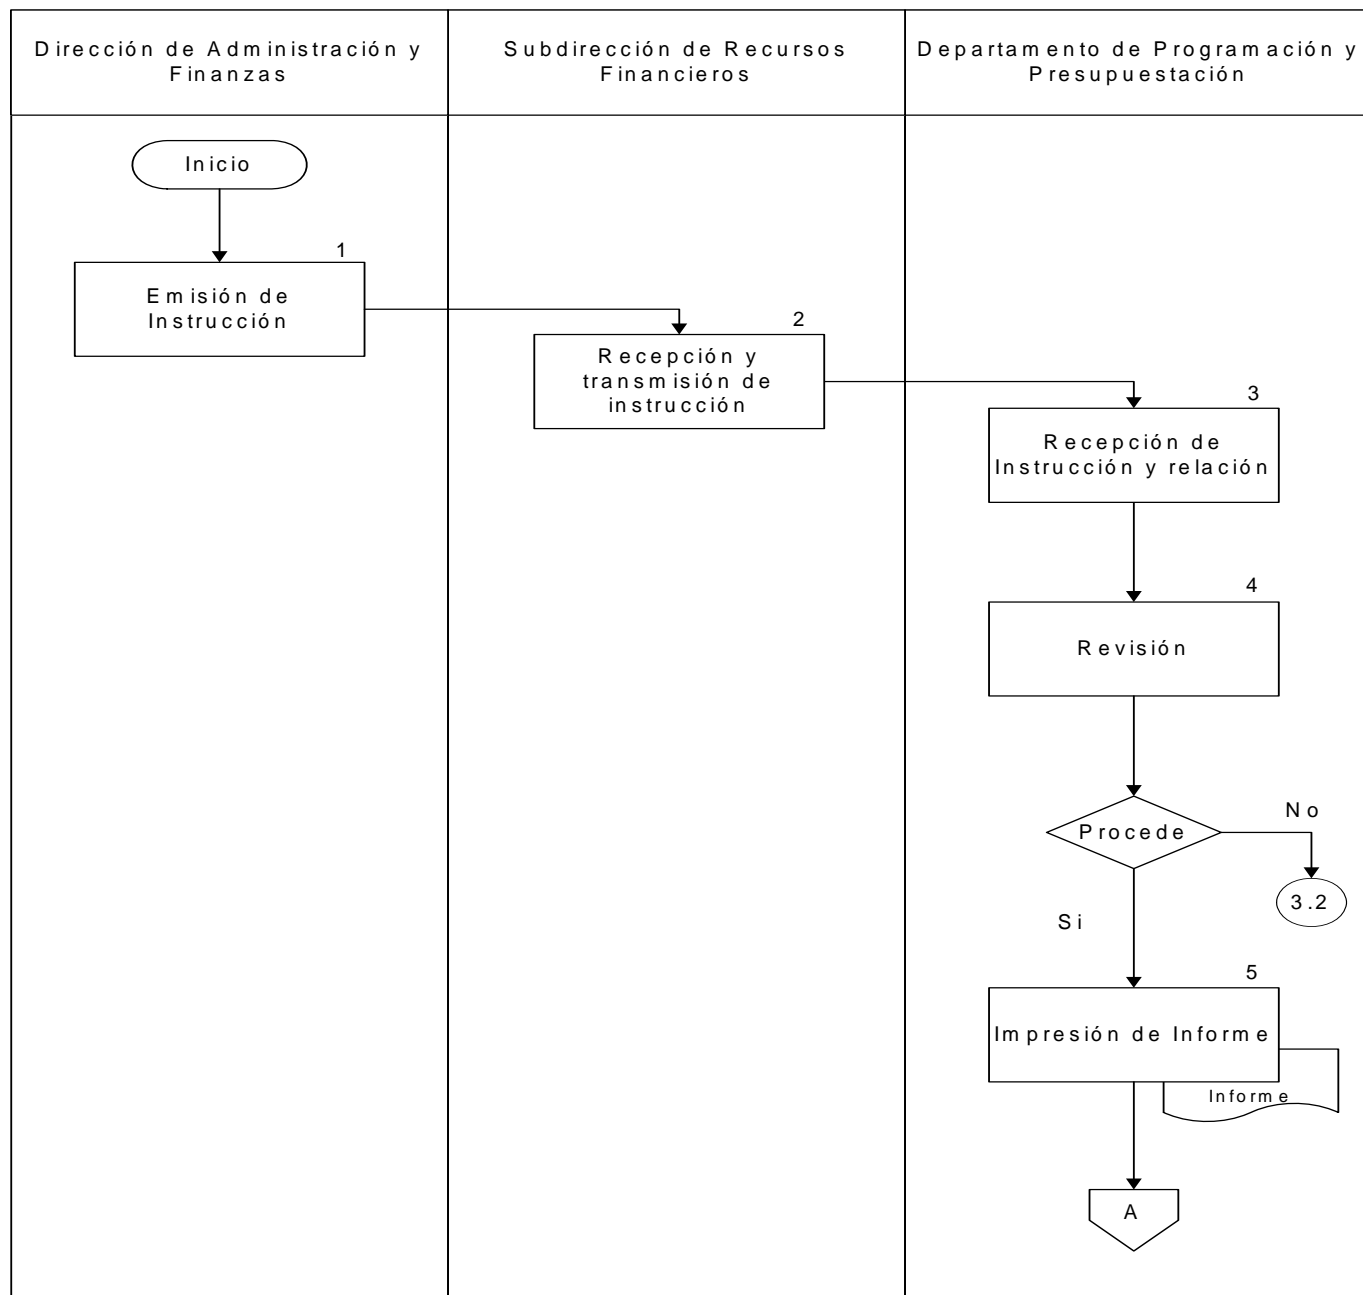 Dirección de Administración y
Finanzas
Subdirección de Recursos
Financieros
Departamento de Programación y
Presupuestación
Inicio
1
Emisión de
Instrucción
2
Recepción y
transmisión de
instrucción
3
Recepción de
Instrucción y relación
4
Revisión
Procede
No
3.2
Si
5
Impresión de Informe
Informe
A